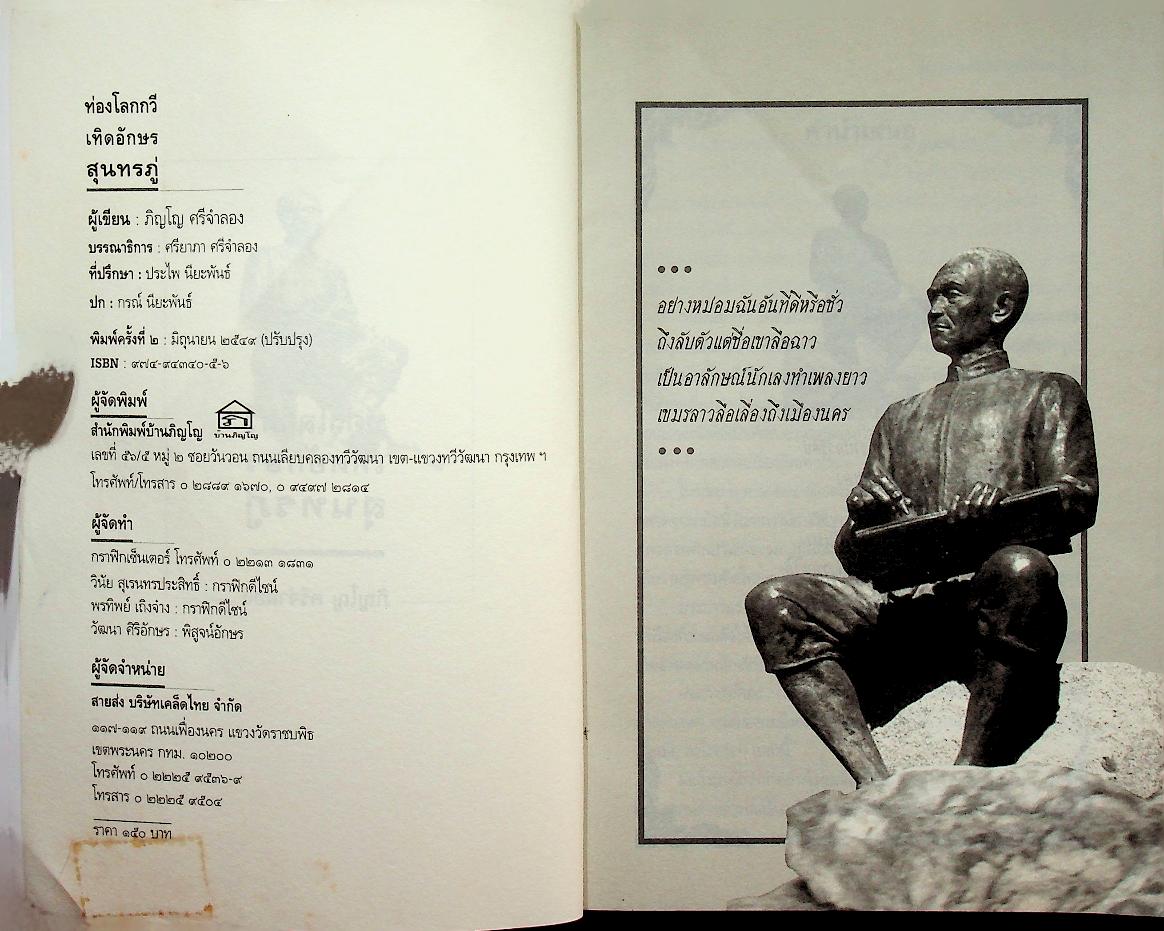 ท่องโลกกวี
เทิดอักษร
สุนทรภู่
ผู้เขียน : ภิญโญ ศรีจำลอง
บรรณาธิการ : ศรียาภา ศรีจำลอง
ที่ปรึกษา : ประไพ นียะพันธ์
ปก : กรณ์ นียะพันธ์
พิมพ์ครั้งที่ ๒ : มิถุนายน ๒๕๔๙ (ปรับปรุง)
ISBN : ๙๗๔-๙๔๓๔๐-๕-๖
ผู้จัดพิมพ์
สำนักพิมพ์บ้านภิญโญ
บ้านภิญโญ
เลขที่ ๕๖/๕ หมู่ ๒ ซอยวันวอน ถนนเลียบคลองทวีวัฒนา เขต-แขวงทวีวัฒนา กรุงเทพ ฯ
โทรศัพท์/โทรสาร ๐ ๒๘๘๙ ๑๖๗๐, ๐ ๙๔๙๗ ๒๘๑๔
ผู้จัดทำ
กราฟิกเซ็นเตอร์ โทรศัพท์ ๐ ๒๒๑๓ ๑๘๓๑
วินัย สุเรนทรประสิทธิ์ : กราฟิกดีไซน์
พรทิพย์ เถิงจ๋าง : กราฟิกดีไซน์
วัฒนา ศิริอักษร : พิสูจน์อักษร
ผู้จัดจำหน่าย
สายส่ง บริษัทเคล็ดไทย จำกัด
๑๑๗-๑๑๙ ถนนเฟื่องนคร แขวงวัดราชบพิธ
เขตพระนคร กทม. ๑๐๒๐๐
โทรศัพท์ ๐ ๒๒๒๕ ๙๕๓๖-๙
โทรสาร ๐ ๒๒๒๕ ๙๕๐๔
ราคา ๑๕๐ บาท
อย่างหม่อมฉันอันที่ดีหรือชั่ว
ถึงลับตัวแต่ชื่อเขาลือฉาว
เป็นอาลักษณ์นักเลงทำเพลงยาว
เขมรลาวลือเลื่องถึงเมืองนคร